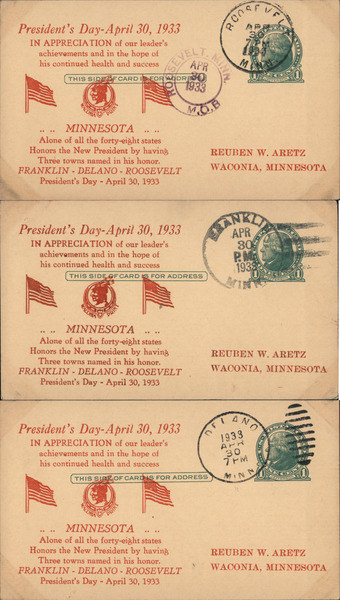 President's Day-April 30, 1933
IN APPRECIATION of our leader's
achievements and in the hope of
his continued health and success
THIS SIDE OF CARD IS FOR ADDRESS
.. .. MINNESOTA .. ..
Alone of all the forty-eight states
Honors the New President by having
Three towns named in his honor.
FRANKLIN - DELANO - ROOSEVELT
President's Day - April 30, 1933
ROOSEVELT, MINN.
APR
30
1933
M.O.B
ROOSEVE
APR
30
1933
MINN
1 1
REUBEN W. ARETZ
WACONIA, MINNESOTA
President's Day-April 30, 1933
IN APPRECIATION of our leader's
achievements and in the hope of
his continued health and success
THIS SIDE OF CARD IS FOR ADDRESS
.. .. MINNESOTA .. ..
Alone of all the forty-eight states
Honors the New President by having
Three towns named in his honor.
FRANKLIN - DELANO - ROOSEVELT
President's Day - April 30, 1933
FRANKLIN
APR
30
P.M.
1933
MINN
1 1
REUBEN W. ARETZ
WACONIA, MINNESOTA
President's Day-April 30, 1933
IN APPRECIATION of our leader's
achievements and in the hope of
his continued health and success
THIS SIDE OF CARD IS FOR ADDRESS
.. .. MINNESOTA .. ..
Alone of all the forty-eight states
Honors the New President by having
Three towns named in his honor.
FRANKLIN - DELANO - ROOSEVELT
President's Day - April 30, 1933
DELANO
1933
APR
30
7 PM
MINN
1 1
REUBEN W. ARETZ
WACONIA, MINNESOTA